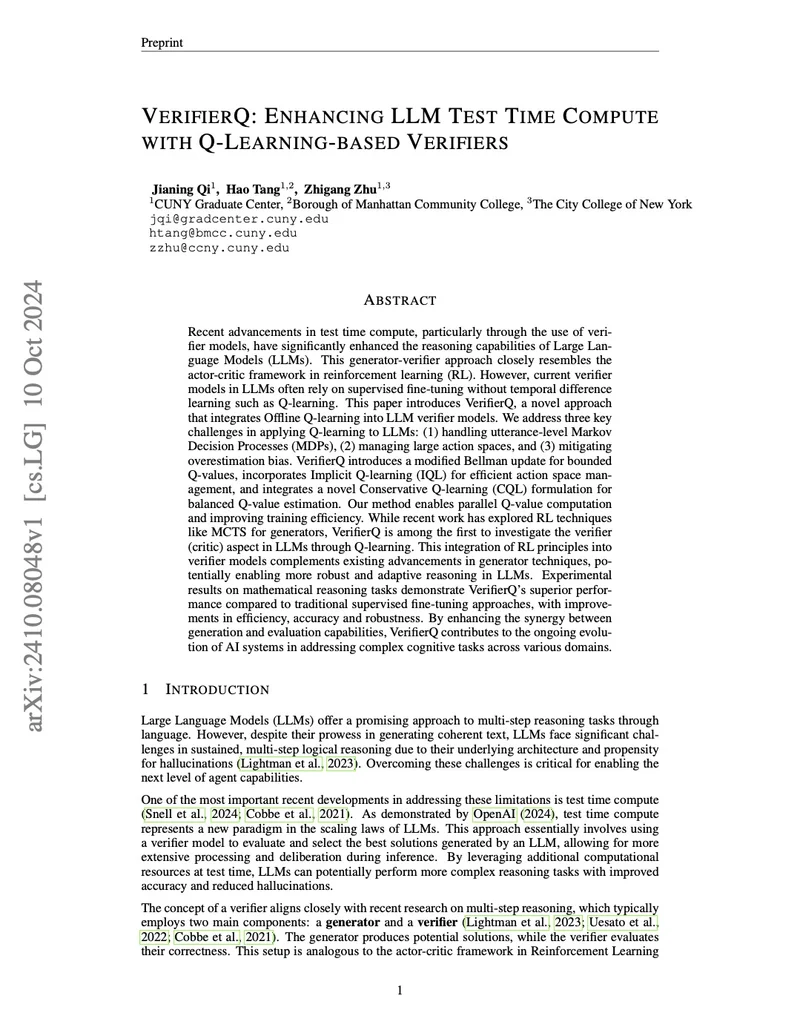 Preprint
VERIFIERQ: ENHANCING LLM TEST TIME COMPUTE
WITH Q-LEARNING-BASED VERIFIERS
Jianing Qi1, Hao Tang1,2, Zhigang Zhu1,3
1CUNY Graduate Center, 2Borough of Manhattan Community College, 3The City College of New York
jqi@gradcenter.cuny.edu
htang@bmcc.cuny.edu
zzhu@ccny.cuny.edu
ABSTRACT
Recent advancements in test time compute, particularly through the use of veri-
fier models, have significantly enhanced the reasoning capabilities of Large Lan-
guage Models (LLMs). This generator-verifier approach closely resembles the
actor-critic framework in reinforcement learning (RL). However, current verifier
models in LLMs often rely on supervised fine-tuning without temporal difference
learning such as Q-learning. This paper introduces VerifierQ, a novel approach
that integrates Offline Q-learning into LLM verifier models. We address three key
challenges in applying Q-learning to LLMs: (1) handling utterance-level Markov
Decision Processes (MDPs), (2) managing large action spaces, and (3) mitigating
overestimation bias. VerifierQ introduces a modified Bellman update for bounded
Q-values, incorporates Implicit Q-learning (IQL) for efficient action space man-
agement, and integrates a novel Conservative Q-learning (CQL) formulation for
balanced Q-value estimation. Our method enables parallel Q-value computation
and improving training efficiency. While recent work has explored RL techniques
like MCTS for generators, VerifierQ is among the first to investigate the verifier
(critic) aspect in LLMs through Q-learning. This integration of RL principles into
verifier models complements existing advancements in generator techniques, po-
tentially enabling more robust and adaptive reasoning in LLMs. Experimental
results on mathematical reasoning tasks demonstrate VerifierQ's superior perfor-
mance compared to traditional supervised fine-tuning approaches, with improve-
ments in efficiency, accuracy and robustness. By enhancing the synergy between
generation and evaluation capabilities, VerifierQ contributes to the ongoing evolu-
tion of AI systems in addressing complex cognitive tasks across various domains.
1 INTRODUCTION
Large Language Models (LLMs) offer a promising approach to multi-step reasoning tasks through
language. However, despite their prowess in generating coherent text, LLMs face significant chal-
lenges in sustained, multi-step logical reasoning due to their underlying architecture and propensity
for hallucinations (Lightman et al., 2023). Overcoming these challenges is critical for enabling the
next level of agent capabilities.
One of the most important recent developments in addressing these limitations is test time compute
(Snell et al., 2024; Cobbe et al., 2021). As demonstrated by OpenAI (2024), test time compute
represents a new paradigm in the scaling laws of LLMs. This approach essentially involves using
a verifier model to evaluate and select the best solutions generated by an LLM, allowing for more
extensive processing and deliberation during inference. By leveraging additional computational
resources at test time, LLMs can potentially perform more complex reasoning tasks with improved
accuracy and reduced hallucinations.
The concept of a verifier aligns closely with recent research on multi-step reasoning, which typically
employs two main components: a generator and a verifier (Lightman et al., 2023; Uesato et al.,
2022; Cobbe et al., 2021). The generator produces potential solutions, while the verifier evaluates
their correctness. This setup is analogous to the actor-critic framework in Reinforcement Learning
1
arXiv:2410.08048v1 [cs.LG] 10 Oct 2024